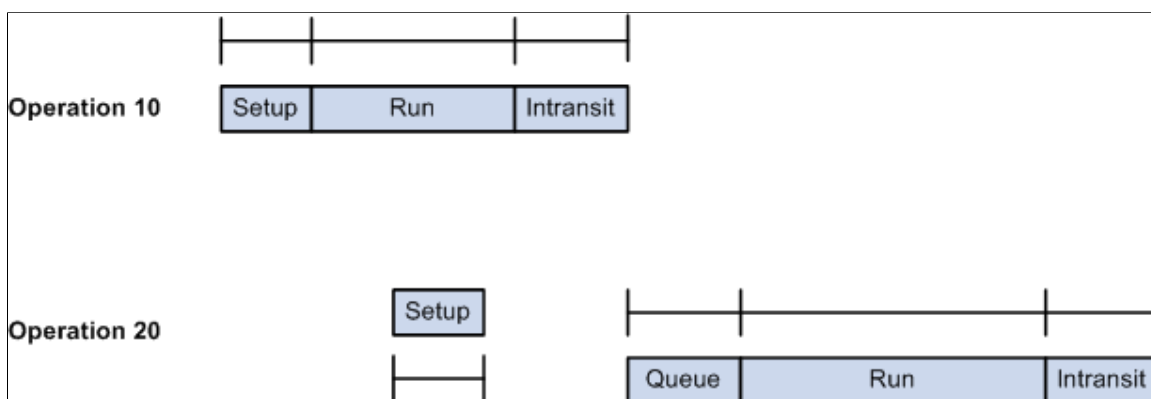 Operation 10
Setup
Run
Intransit
Operation 20
Setup
Queue
Run
Intransit